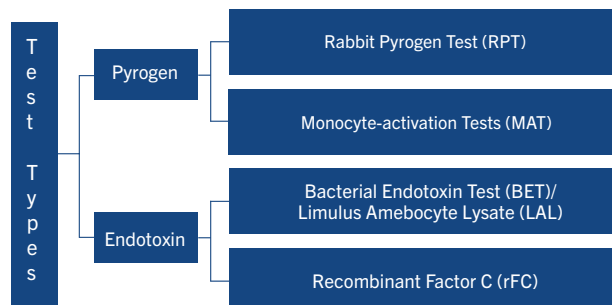 Test Types
Pyrogen
Rabbit Pyrogen Test (RPT)
Monocyte-activation Tests (MAT)
Endotoxin
Bacterial Endotoxin Test (BET)/
Limulus Amebocyte Lysate (LAL)
Recombinant Factor C (rFC)